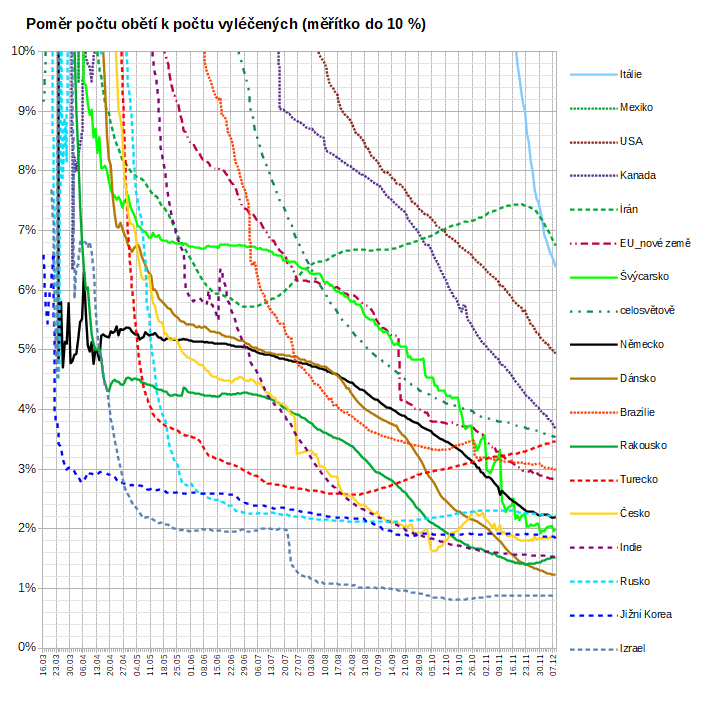 Poměr počtu obětí k počtu vyléčených (měřítko do 10 %)
10%
9%
8%
7%
6%
5%
4%
3%
2%
1%
0%
16.03
23.03
30.03
06.04
13.04
20.04
27.04
04.05
11.05
18.05
25.05
01.06
08.06
15.06
22.06
29.06
06.07
13.07
20.07
27.07
03.08
10.08
17.08
24.08
31.08
07.09
14.09
21.09
28.09
05.10
12.10
19.10
26.10
02.11
09.11
16.11
23.11
30.11
07.12
Itálie
Mexiko
USA
Kanada
Írán
EU_nové země
Švýcarsko
celosvětově
Německo
Dánsko
Brazílie
Rakousko
Turecko
Česko
Indie
Rusko
Jižní Korea
Izrael